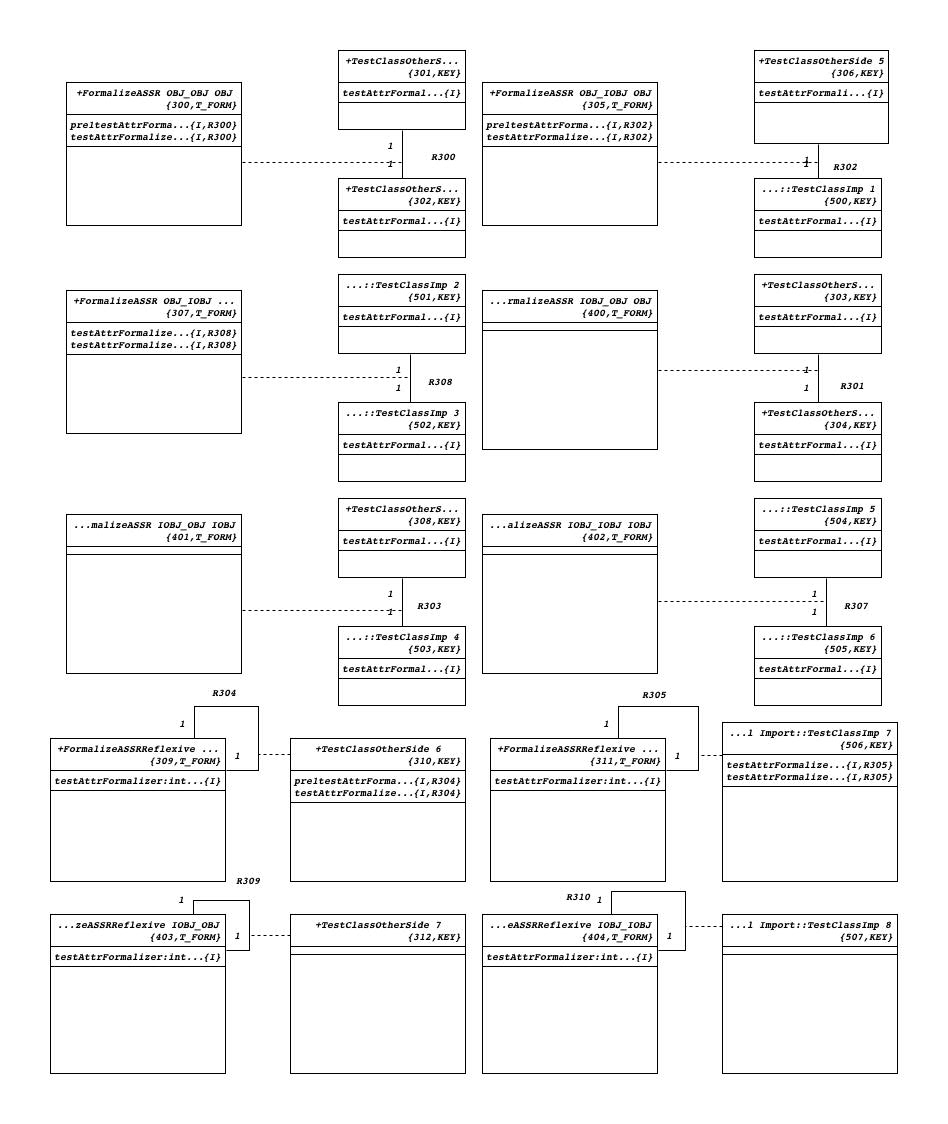 +FormalizeASSR OBJ_OBJ OBJ
{300,T_FORM}
preltestAttrForma...{I,R300}
testAttrFormalize...{I,R300}
+TestClassOtherS...
{301,KEY}
testAttrFormal...{I}
1
1
R300
+TestClassOtherS...
{302,KEY}
testAttrFormal...{I}
+FormalizeASSR OBJ_IOBJ OBJ
{305,T_FORM}
preltestAttrForma...{I,R302}
testAttrFormalize...{I,R302}
+TestClassOtherSide 5
{306,KEY}
testAttrFormali...{I}
1
1
R302
...::TestClassImp 1
{500,KEY}
testAttrFormal...{I}
+FormalizeASSR OBJ_IOBJ ...
{307,T_FORM}
testAttrFormalize...{I,R308}
testAttrFormalize...{I,R308}
...::TestClassImp 2
{501,KEY}
testAttrFormal...{I}
1
1
R308
...::TestClassImp 3
{502,KEY}
testAttrFormal...{I}
...rmalizeASSR IOBJ_OBJ OBJ
{400,T_FORM}
+TestClassOtherS...
{303,KEY}
testAttrFormal...{I}
1
1
R301
+TestClassOtherS...
{304,KEY}
testAttrFormal...{I}
...malizeASSR IOBJ_OBJ IOBJ
{401,T_FORM}
+TestClassOtherS...
{308,KEY}
testAttrFormal...{I}
1
1
R303
...::TestClassImp 4
{503,KEY}
testAttrFormal...{I}
...alizeASSR IOBJ_IOBJ IOBJ
{402,T_FORM}
...::TestClassImp 5
{504,KEY}
testAttrFormal...{I}
1
1
R307
...::TestClassImp 6
{505,KEY}
testAttrFormal...{I}
R304
1
1
+FormalizeASSRReflexive ...
{309,T_FORM}
testAttrFormalizer:int...{I}
+TestClassOtherSide 6
{310,KEY}
preltestAttrForma...{I,R304}
testAttrFormalize...{I,R304}
R305
1
1
+FormalizeASSRReflexive ...
{311,T_FORM}
testAttrFormalizer:int...{I}
...l Import::TestClassImp 7
{506,KEY}
testAttrFormalize...{I,R305}
testAttrFormalize...{I,R305}
R309
1
1
...zeASSRReflexive IOBJ_OBJ
{403,T_FORM}
testAttrFormalizer:int...{I}
+TestClassOtherSide 7
{312,KEY}
R310
1
1
...eASSRReflexive IOBJ_IOBJ
{404,T_FORM}
testAttrFormalizer:int...{I}
...l Import::TestClassImp 8
{507,KEY}